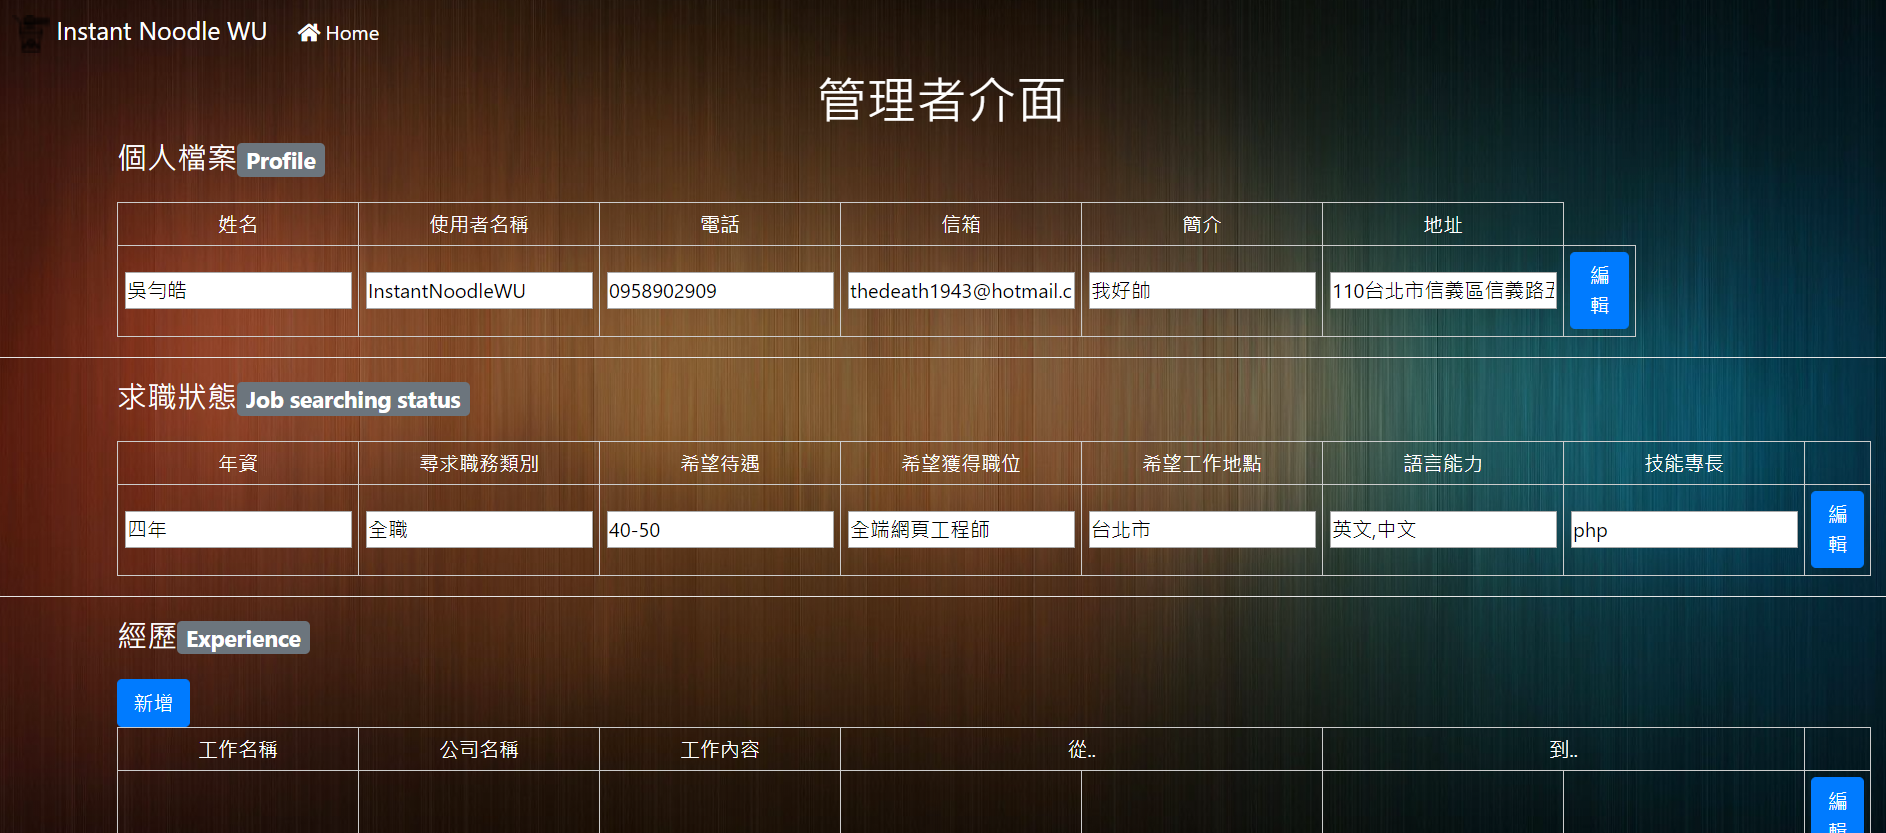 Instant Noodle WU Home
管理者介面
個人檔案 Profile
姓名 使用者名稱 電話 信箱 簡介 地址
吳勻皓 InstantNoodleWU 0958902909 thedeath1943@hotmail.c 我好帥 110台北市信義區信義路五 編輯
求職狀態 Job searching status
年資 尋求職務類別 希望待遇 希望獲得職位 希望工作地點 語言能力 技能專長
四年 全職 40-50 全端網頁工程師 台北市 英文,中文 php 編輯
經歷 Experience
新增
工作名稱 公司名稱 工作內容 從.. 到..
編輯